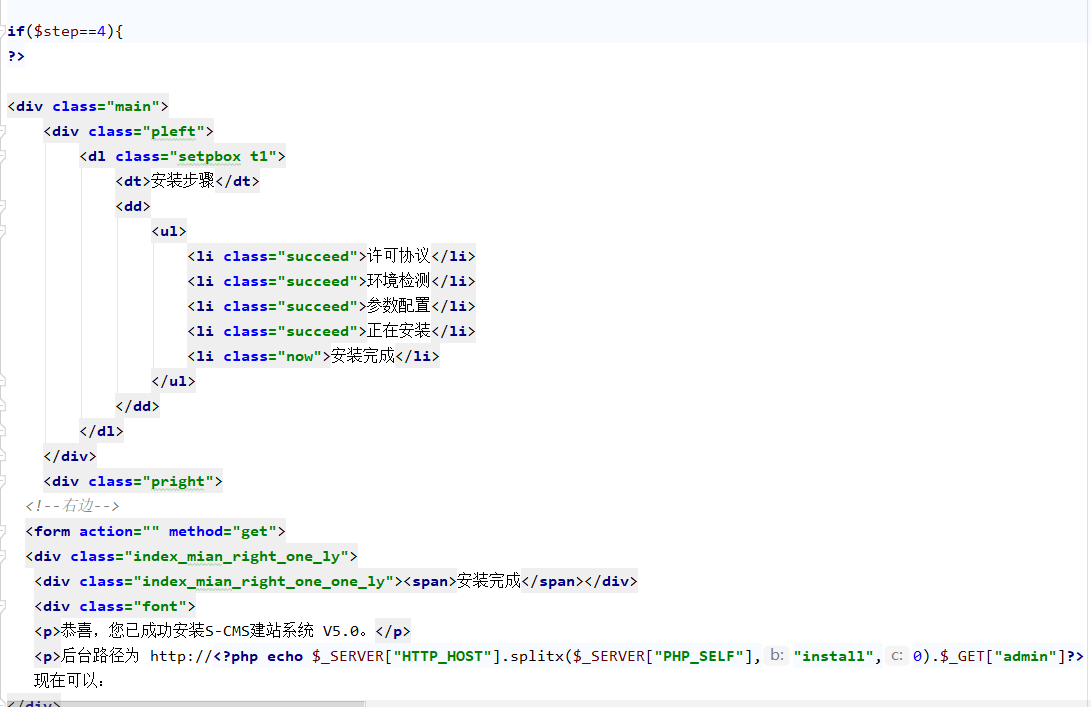 if($step==4){
?>
<div class="main">
<div class="pleft">
<dl class="setpbox t1">
<dt>安装步骤</dt>
<dd>
<ul>
<li class="succeed">许可协议</li>
<li class="succeed">环境检测</li>
<li class="succeed">参数配置</li>
<li class="succeed">正在安装</li>
<li class="now">安装完成</li>
</ul>
</dd>
</dl>
</div>
<div class="pright">
<!--右边-->
<form action="" method="get">
<div class="index_mian_right_one_ly">
<div class="index_mian_right_one_one_ly"><span>安装完成</span></div>
<div class="font">
<p>恭喜，您已成功安装S-CMS建站系统 V5.0。</p>
<p>后台路径为 http://<?php echo $_SERVER["HTTP_HOST"].splitx($_SERVER["PHP_SELF"], b: "install", c: 0).$_GET["admin"]?>
现在可以：
</div>